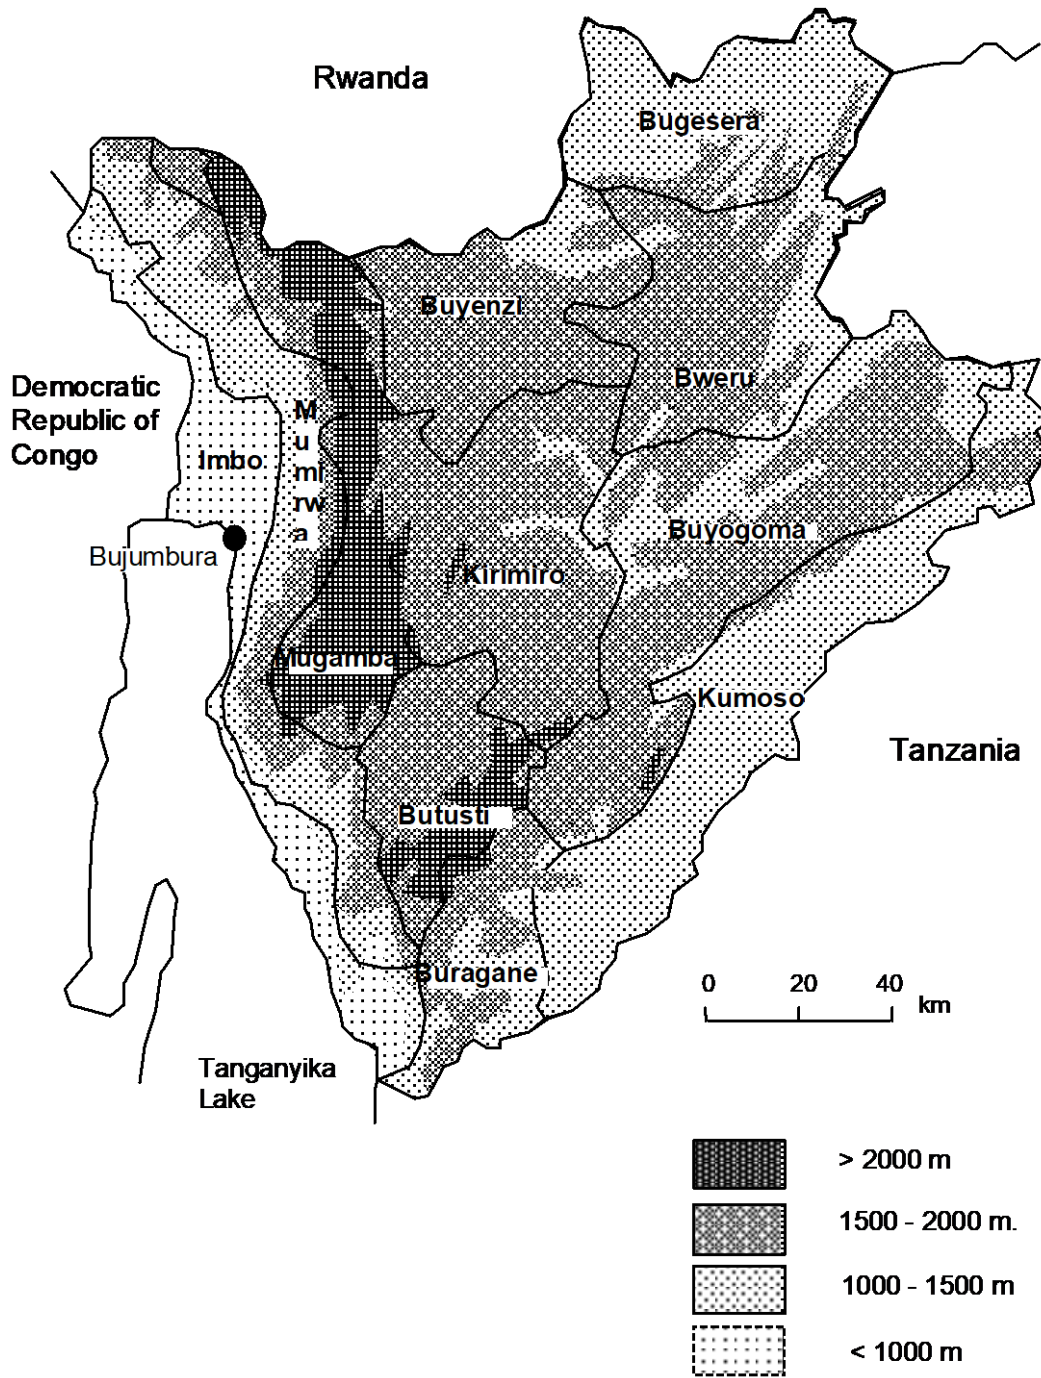 Rwanda
Bugesera
Buyenzi
Democratic
Republic of
Congo
Bweru
M
u
mi
rw
a
Imbo
Buyogoma
Bujumbura
Kirimiro
Mugamba
Kumoso
Tanzania
Butusti
Buragane
0 20 40
km
Tanganyika
Lake
> 2000 m
1500 - 2000 m.
1000 - 1500 m
< 1000 m